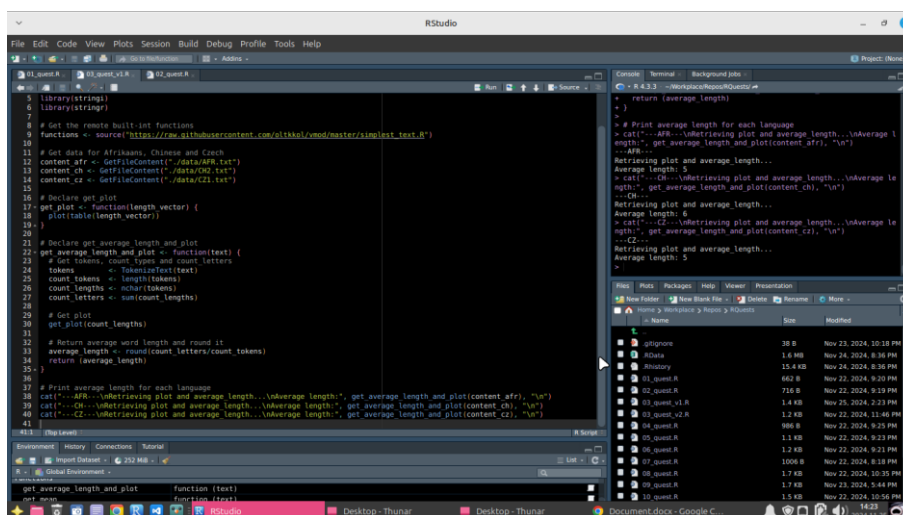 RStudio
File Edit Code View Plots Session Build Debug Profile Tools Help
Go to file/function Addins
Project: (None
01_quest.R 03_quest_v1.R 02_quest.R
Run Source
5 library(stringi)
6 library(stringr)
7
8 # Get the remote built-int functions
9 functions <- source("https://raw.githubusercontent.com/oltkkol/vmod/master/simplest_text.R")
10
11 # Get data for Afrikaans, Chinese and Czech
12 content_afr <- GetFileContent("./data/AFR.txt")
13 content_ch <- GetFileContent("./data/CH2.txt")
14 content_cz <- GetFileContent("./data/CZ1.txt")
15
16 # Declare get_plot
17 get_plot <- function(length_vector) {
18 plot(table(length_vector))
19 }
20
21 # Declare get_average_length_and_plot
22 get_average_length_and_plot <- function(text) {
23 # Get tokens, count_types and count_letters
24 tokens <- TokenizeText(text)
25 count_tokens <- length(tokens)
26 count_lengths <- nchar(tokens)
27 count_letters <- sum(count_lengths)
28
29 # Get plot
30 get_plot(count_lengths)
31
32 # Return average word length and round it
33 average_length <- round(count_letters/count_tokens)
34 return (average_length)
35 }
36
37 # Print average length for each language
38 cat("---AFR---\nRetrieving plot and average_length...\nAverage length:", get_average_length_and_plot(content_afr), "\n")
39 cat("---CH---\nRetrieving plot and average_length...\nAverage length:", get_average_length_and_plot(content_ch), "\n")
40 cat("---CZ---\nRetrieving plot and average_length...\nAverage length:", get_average_length_and_plot(content_cz), "\n")
41
41:1 (Top Level) R Script
Environment History Connections Tutorial
Import Dataset 252 MiB List
R Global Environment
get_average_length_and_plot function (text)
get_mean function (text)
Console Terminal Background Jobs
R 4.3.3 ~/Workplace/Repos/RQuests/
+ return (average_length)
+ }
>
> # Print average length for each language
> cat("---AFR---\nRetrieving plot and average_length...\nAverage l
ength:", get_average_length_and_plot(content_afr), "\n")
---AFR---
Retrieving plot and average_length...
Average length: 5
> cat("---CH---\nRetrieving plot and average_length...\nAverage le
ngth:", get_average_length_and_plot(content_ch), "\n")
---CH---
Retrieving plot and average_length...
Average length: 6
> cat("---CZ---\nRetrieving plot and average_length...\nAverage le
ngth:", get_average_length_and_plot(content_cz), "\n")
---CZ---
Retrieving plot and average_length...
Average length: 5
>
Files Plots Packages Help Viewer Presentation
New Folder New Blank File Delete Rename More
Home Workplace Repos RQuests
Name Size Modified
..
.gitignore 38 B Nov 23, 2024, 10:18 PM
.RData 1.6 MB Nov 24, 2024, 8:36 PM
.Rhistory 15.4 KB Nov 24, 2024, 8:36 PM
01_quest.R 662 B Nov 22, 2024, 9:20 PM
02_quest.R 716 B Nov 22, 2024, 9:19 PM
03_quest_v1.R 1.4 KB Nov 25, 2024, 2:23 PM
03_quest_v2.R 1.2 KB Nov 22, 2024, 11:46 PM
04_quest.R 986 B Nov 22, 2024, 9:25 PM
05_quest.R 1.1 KB Nov 22, 2024, 9:23 PM
06_quest.R 1.2 KB Nov 22, 2024, 9:21 PM
07_quest.R 1006 B Nov 22, 2024, 8:18 PM
08_quest.R 1.7 KB Nov 22, 2024, 10:35 PM
09_quest.R 1.7 KB Nov 23, 2024, 5:44 PM
10_quest.R 1.5 KB Nov 22, 2024, 10:56 PM
RStudio Desktop - Thunar Desktop - Thunar Document.docx - Google C... 14:23